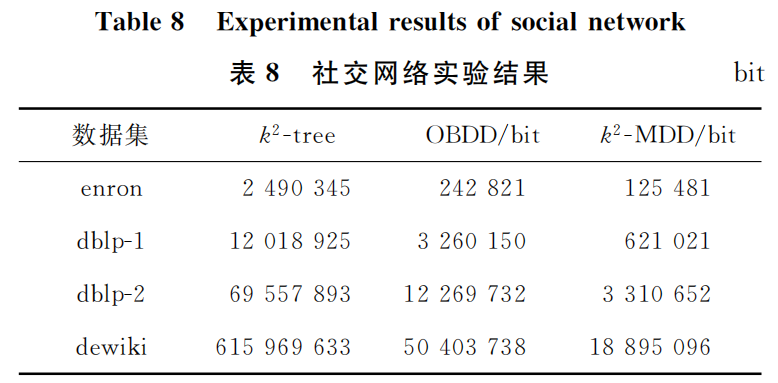 Table 8 Experimental results of social network
表 8 社交网络实验结果 bit
数据集 k²-tree OBDD/bit k²-MDD/bit
enron 2 490 345 242 821 125 481
dblp-1 12 018 925 3 260 150 621 021
dblp-2 69 557 893 12 269 732 3 310 652
dewiki 615 969 633 50 403 738 18 895 096